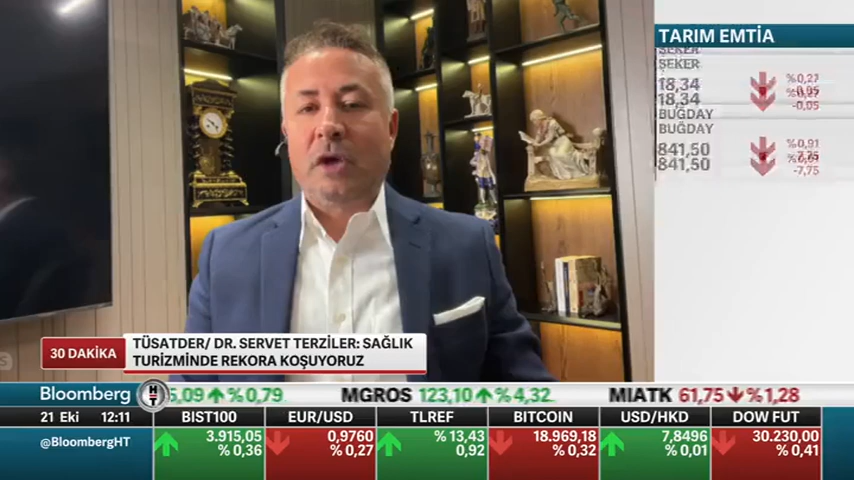 TARIM EMTİA
ŞEKER
ŞEKER
18,34 %0,27
18,34 -0,05
BUĞDAY
BUĞDAY
841,50 %0,91
841,50 -7,75
30 DAKİKA
TÜSATDER/ DR. SERVET TERZİLER: SAĞLIK
TURİZMİNDE REKORA KOŞUYORUZ
Bloomberg HT 5,09 %0,79 MGROS 123,10 %4,32 MIATK 61,75 %1,28
21 Eki 12:11 BIST100 EUR/USD TLREF BITCOIN USD/HKD DOW FUT
@BloombergHT 3.915,05 0,9760 % 13,43 18.969,18 7,8496 30.230,00
% 0,36 % 0,27 0,92 % 0,32 % 0,01 % 0,41